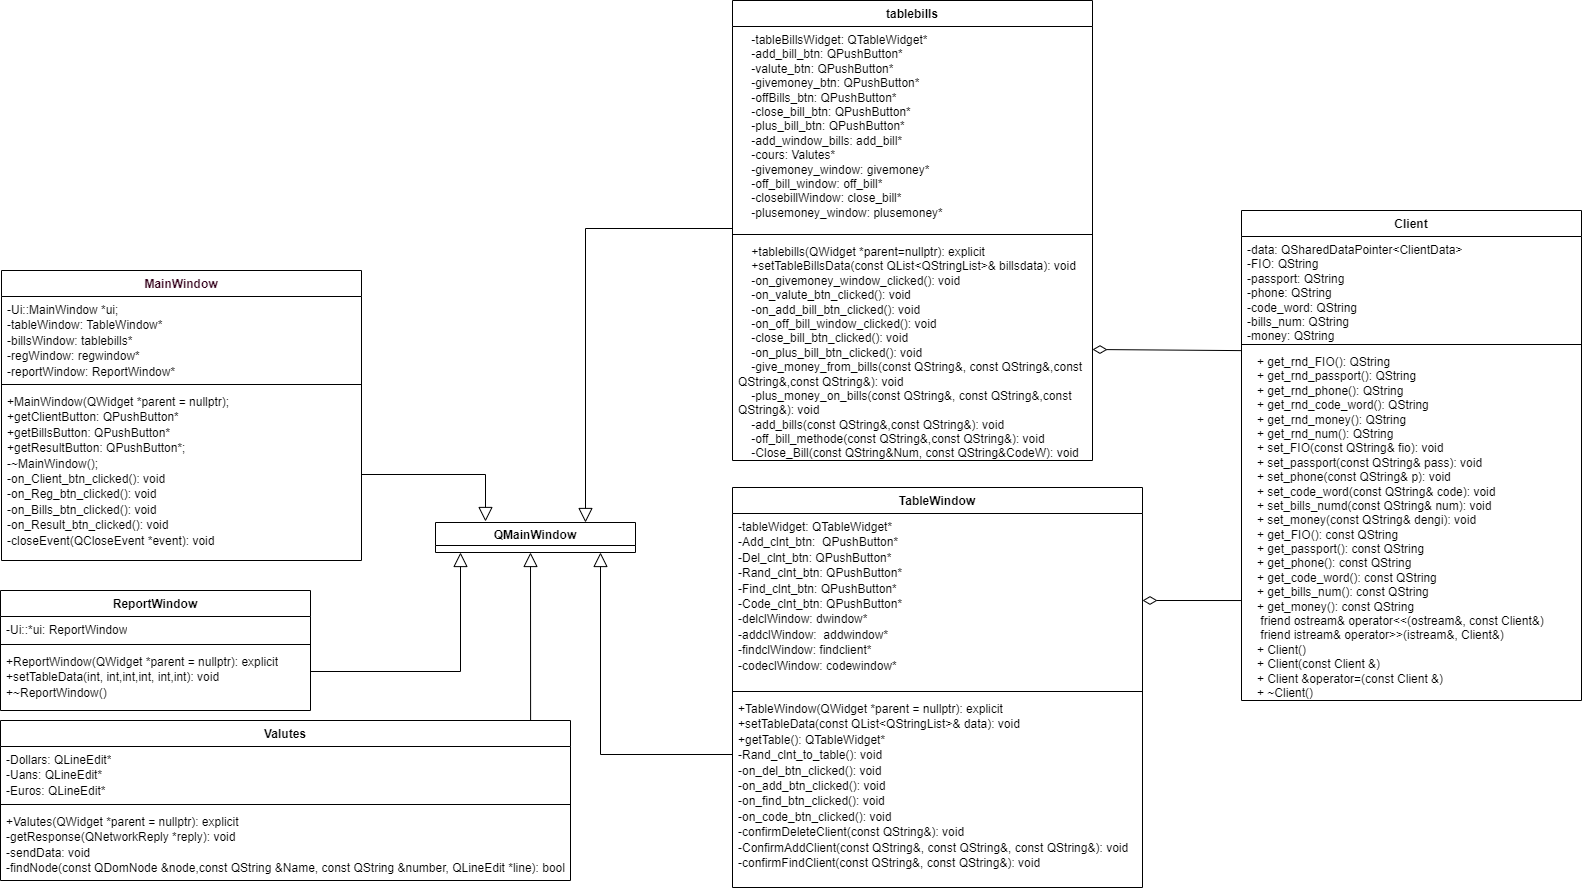 tablebills
-tableBillsWidget: QTableWidget*
-add_bill_btn: QPushButton*
-valute_btn: QPushButton*
-givemoney_btn: QPushButton*
-offBills_btn: QPushButton*
-close_bill_btn: QPushButton*
-plus_bill_btn: QPushButton*
-add_window_bills: add_bill*
-cours: Valutes*
-givemoney_window: givemoney*
-off_bill_window: off_bill*
-closebillWindow: close_bill*
-plusemoney_window: plusemoney*
+tablebills(QWidget *parent=nullptr): explicit
+setTableBillsData(const QList<QStringList>& billsdata): void
-on_givemoney_window_clicked(): void
-on_valute_btn_clicked(): void
-on_add_bill_btn_clicked(): void
-on_off_bill_window_clicked(): void
-close_bill_btn_clicked(): void
-on_plus_bill_btn_clicked(): void
-give_money_from_bills(const QString&, const QString&,const
QString&,const QString&): void
-plus_money_on_bills(const QString&, const QString&,const
QString&): void
-add_bills(const QString&,const QString&): void
-off_bill_methode(const QString&,const QString&): void
-Close_Bill(const QString&Num, const QString&CodeW): void
Client
-data: QSharedDataPointer<ClientData>
-FIO: QString
-passport: QString
-phone: QString
-code_word: QString
-bills_num: QString
-money: QString
+ get_rnd_FIO(): QString
+ get_rnd_passport(): QString
+ get_rnd_phone(): QString
+ get_rnd_code_word(): QString
+ get_rnd_money(): QString
+ get_rnd_num(): QString
+ set_FIO(const QString& fio): void
+ set_passport(const QString& pass): void
+ set_phone(const QString& p): void
+ set_code_word(const QString& code): void
+ set_bills_numd(const QString& num): void
+ set_money(const QString& dengi): void
+ get_FIO(): const QString
+ get_passport(): const QString
+ get_phone(): const QString
+ get_code_word(): const QString
+ get_bills_num(): const QString
+ get_money(): const QString
friend ostream& operator<<(ostream&, const Client&)
friend istream& operator>>(istream&, Client&)
+ Client()
+ Client(const Client &)
+ Client &operator=(const Client &)
+ ~Client()
MainWindow
-Ui::MainWindow *ui;
-tableWindow: TableWindow*
-billsWindow: tablebills*
-regWindow: regwindow*
-reportWindow: ReportWindow*
+MainWindow(QWidget *parent = nullptr);
+getClientButton: QPushButton*
+getBillsButton: QPushButton*
+getResultButton: QPushButton*;
-~MainWindow();
-on_Client_btn_clicked(): void
-on_Reg_btn_clicked(): void
-on_Bills_btn_clicked(): void
-on_Result_btn_clicked(): void
-closeEvent(QCloseEvent *event): void
QMainWindow
TableWindow
-tableWidget: QTableWidget*
-Add_clnt_btn:  QPushButton*
-Del_clnt_btn: QPushButton*
-Rand_clnt_btn: QPushButton*
-Find_clnt_btn: QPushButton*
-Code_clnt_btn: QPushButton*
-delclWindow: dwindow*
-addclWindow:  addwindow*
-findclWindow: findclient*
-codeclWindow: codewindow*
+TableWindow(QWidget *parent = nullptr): explicit
+setTableData(const QList<QStringList>& data): void
+getTable(): QTableWidget*
-Rand_clnt_to_table(): void
-on_del_btn_clicked(): void
-on_add_btn_clicked(): void
-on_find_btn_clicked(): void
-on_code_btn_clicked(): void
-confirmDeleteClient(const QString&): void
-ConfirmAddClient(const QString&, const QString&, const QString&): void
-confirmFindClient(const QString&, const QString&): void
ReportWindow
-Ui::*ui: ReportWindow
+ReportWindow(QWidget *parent = nullptr): explicit
+setTableData(int, int,int,int, int,int): void
+~ReportWindow()
Valutes
-Dollars: QLineEdit*
-Uans: QLineEdit*
-Euros: QLineEdit*
+Valutes(QWidget *parent = nullptr): explicit
-getResponse(QNetworkReply *reply): void
-sendData: void
-findNode(const QDomNode &node,const QString &Name, const QString &number, QLineEdit *line): bool